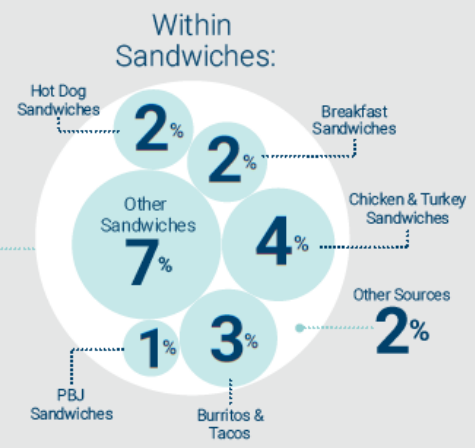 Within
Sandwiches:
Hot Dog
Sandwiches
2%
Breakfast
Sandwiches
2%
Other
Sandwiches
7%
Chicken & Turkey
Sandwiches
4%
Other Sources
2%
1%
3%
PBJ
Sandwiches
Burritos &
Tacos